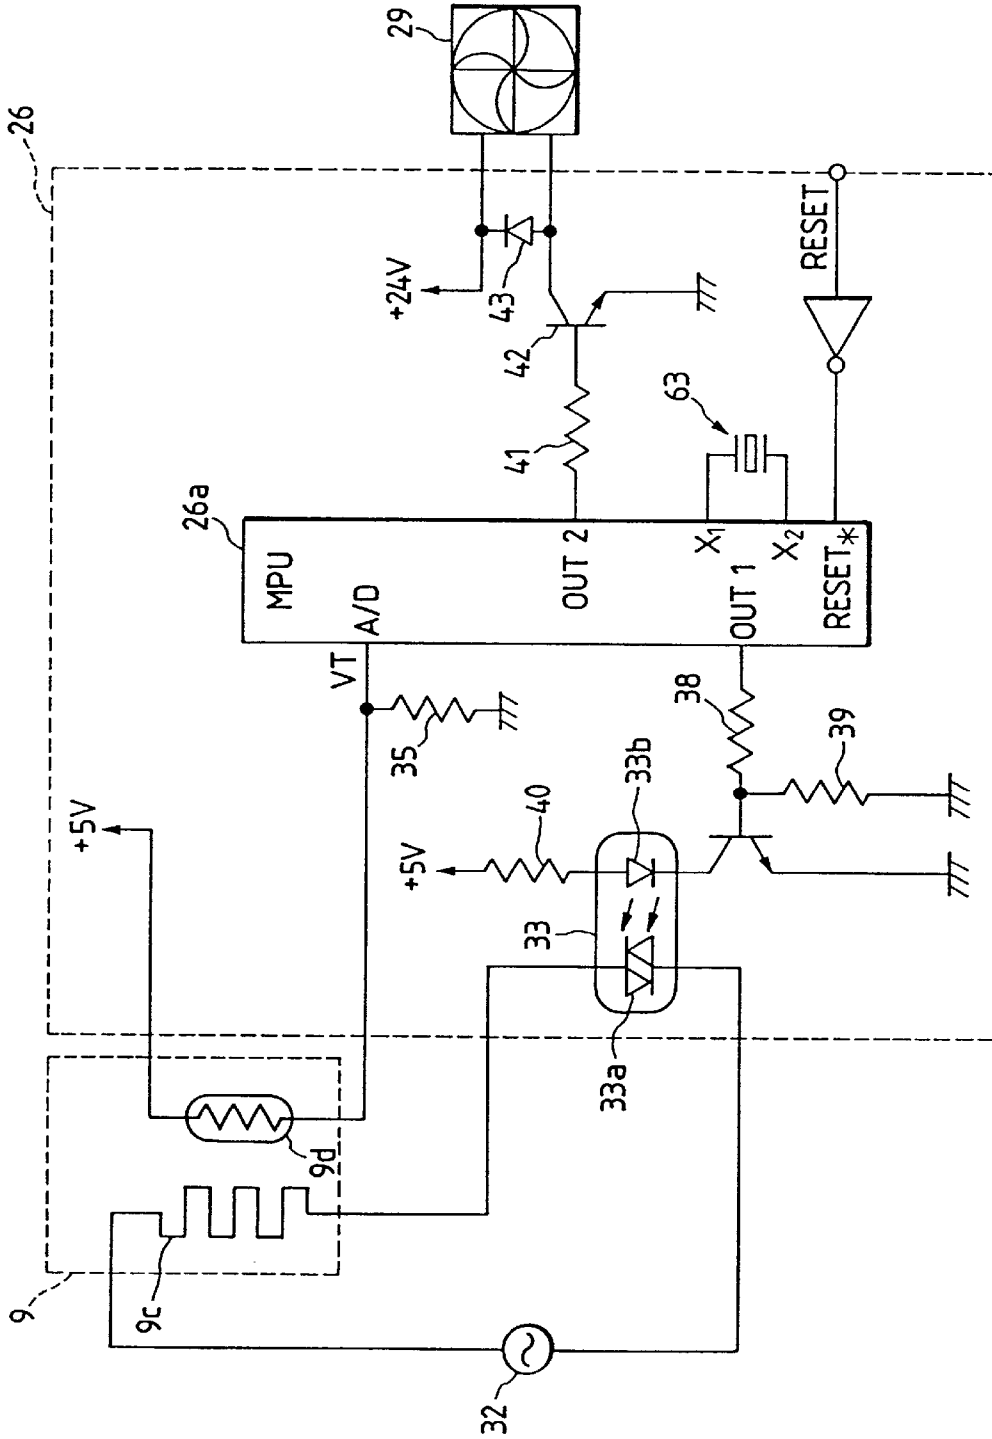 26
29
+24V
43
42
41
RESET
63
26a
MPU
A/D
OUT 2
X1
X2
OUT 1
RESET*
VT
35
38
39
+5V
+5V
40
33b
33
33a
9
9c
9d
32